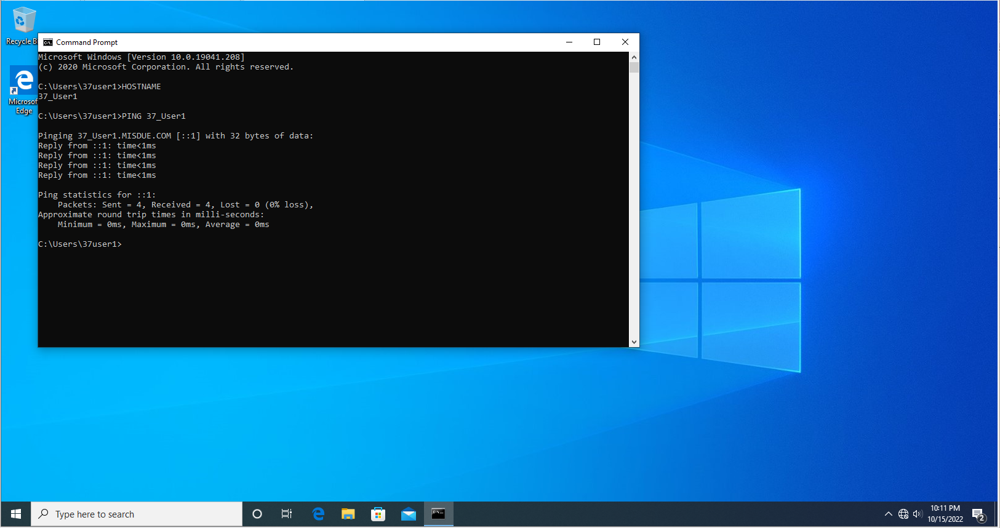 Recycle B
Microsof
Edge
Command Prompt
Microsoft Windows [Version 10.0.19041.208]
(c) 2020 Microsoft Corporation. All rights reserved.
C:\Users\37user1>HOSTNAME
37_User1
C:\Users\37user1>PING 37_User1
Pinging 37_User1.MISDUE.COM [::1] with 32 bytes of data:
Reply from ::1: time<1ms
Reply from ::1: time<1ms
Reply from ::1: time<1ms
Reply from ::1: time<1ms
Ping statistics for ::1:
    Packets: Sent = 4, Received = 4, Lost = 0 (0% loss),
Approximate round trip times in milli-seconds:
    Minimum = 0ms, Maximum = 0ms, Average = 0ms
C:\Users\37user1>
Type here to search
10:11 PM
10/15/2022
2